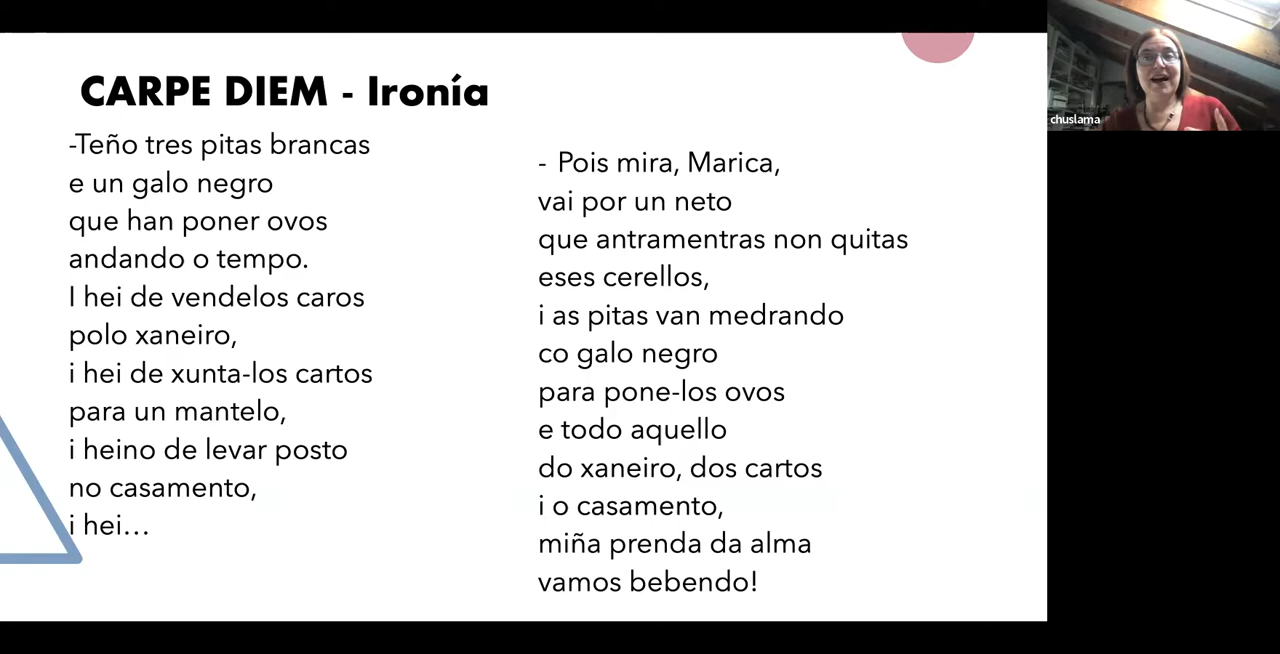 CARPE DIEM - Ironía
-Teño tres pitas brancas
e un galo negro
que han poner ovos
andando o tempo.
I hei de vendelos caros
polo xaneiro,
i hei de xunta-los cartos
para un mantelo,
i heino de levar posto
no casamento,
i hei...
- Pois mira, Marica,
vai por un neto
que antramentras non quitas
eses cerellos,
i as pitas van medrando
co galo negro
para pone-los ovos
e todo aquello
do xaneiro, dos cartos
i o casamento,
miña prenda da alma
vamos bebendo!
chuslama